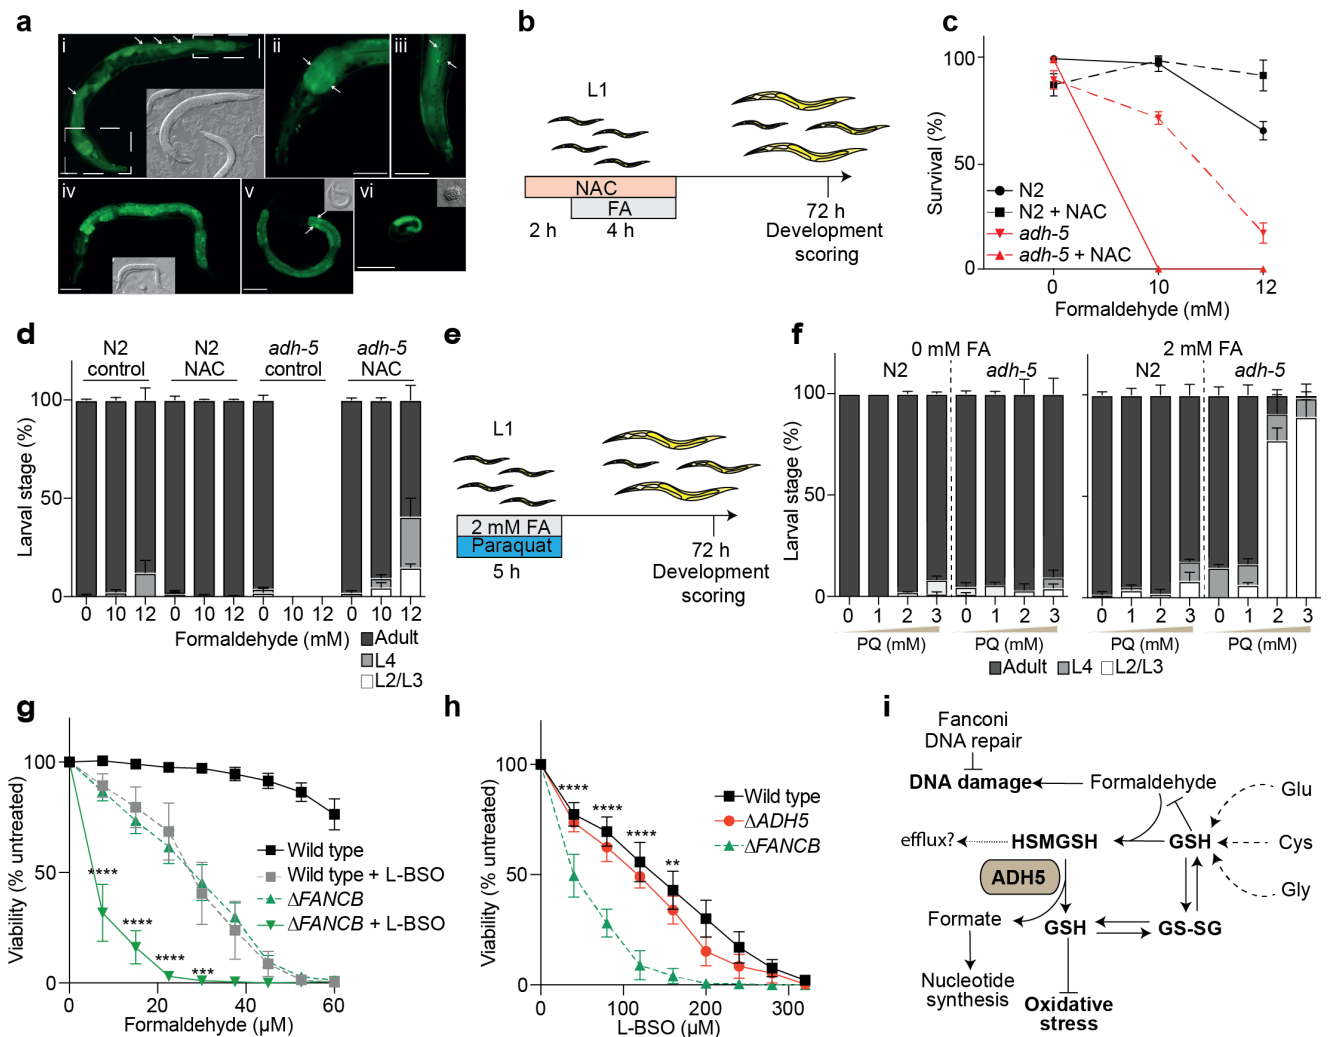 a
i
ii
iii
iv
v
vi
b
L1
NAC
FA
2 h
4 h
72 h
Development
scoring
c
Survival (%)
100
50
0
N2
N2 + NAC
adh-5
adh-5 + NAC
0
10
12
Formaldehyde (mM)
d
N2
control
N2
NAC
adh-5
control
adh-5
NAC
Larval stage (%)
100
50
0
0 10 12 0 10 12 0 10 12 0 10 12
Formaldehyde (mM)
Adult
L4
L2/L3
e
L1
2 mM FA
Paraquat
5 h
72 h
Development
scoring
f
0 mM FA
2 mM FA
N2
adh-5
N2
adh-5
Larval stage (%)
100
50
0
0 1 2 3 0 1 2 3 0 1 2 3 0 1 2 3
PQ (mM)
PQ (mM)
PQ (mM)
PQ (mM)
Adult
L4
L2/L3
g
Viability (% untreated)
100
50
0
****
****
****
***
Wild type
Wild type + L-BSO
ΔFANCB
ΔFANCB + L-BSO
0 20 40 60
Formaldehyde (µM)
h
Viability (% untreated)
100
50
0
****
****
****
**
Wild type
ΔADH5
ΔFANCB
0 100 200 300
L-BSO (µM)
i
Fanconi
DNA repair
DNA damage
Formaldehyde
Glu
efflux?
HSMGSH
GSH
Cys
ADH5
Gly
Formate
GSH
GS-SG
Nucleotide
synthesis
Oxidative
stress